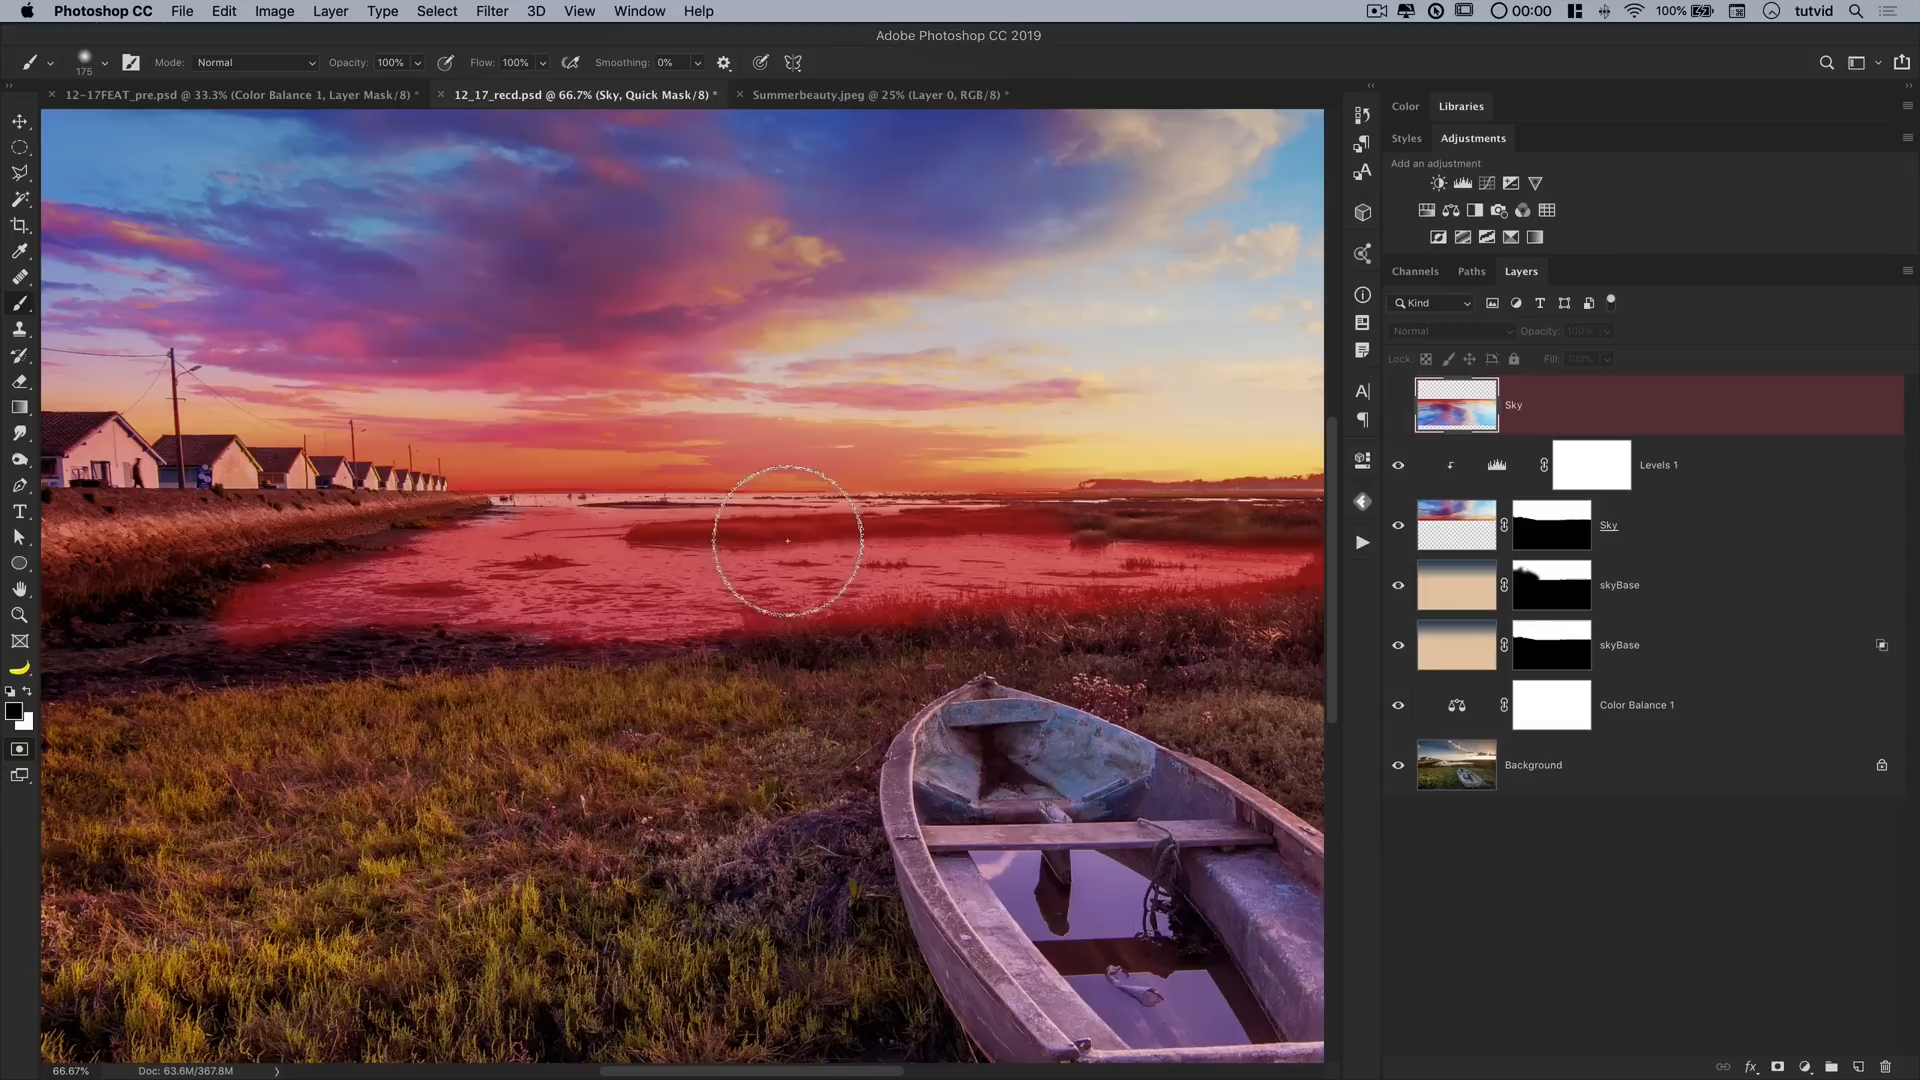 Photoshop CC File Edit Image Layer Type Select Filter 3D View Window Help 00:00 100% tutvid
Adobe Photoshop CC 2019
175 Mode: Normal Opacity: 100% Flow: 100% Smoothing: 0%
12-17FEAT_pre.psd @ 33.3% (Color Balance 1, Layer Mask/8) * 12_17_recd.psd @ 66.7% (Sky, Quick Mask/8) * Summerbeauty.jpeg @ 25% (Layer 0, RGB/8) *
Color Libraries
Styles Adjustments
Add an adjustment
Channels Paths Layers
Kind
Normal Opacity: 100%
Lock: Fill: 100%
Sky
Levels 1
Sky
skyBase
skyBase
Color Balance 1
Background
66.67% Doc: 63.6M/367.8M
fx